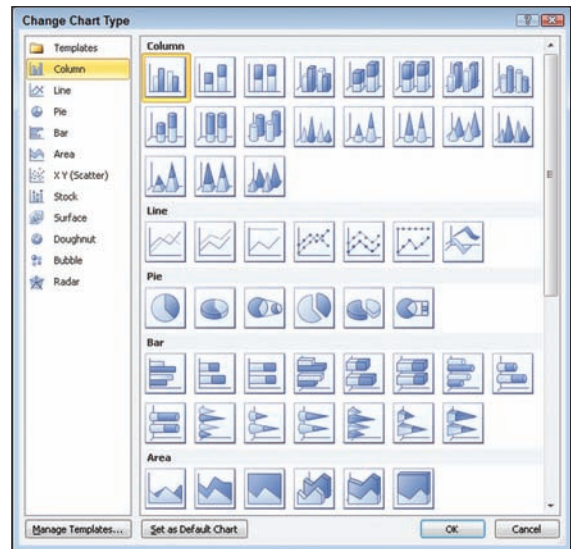 Change Chart Type
Templates
Column
Line
Pie
Bar
Area
X Y (Scatter)
Stock
Surface
Doughnut
Bubble
Radar
Column
Line
Pie
Bar
Area
Manage Templates...
Set as Default Chart
OK
Cancel